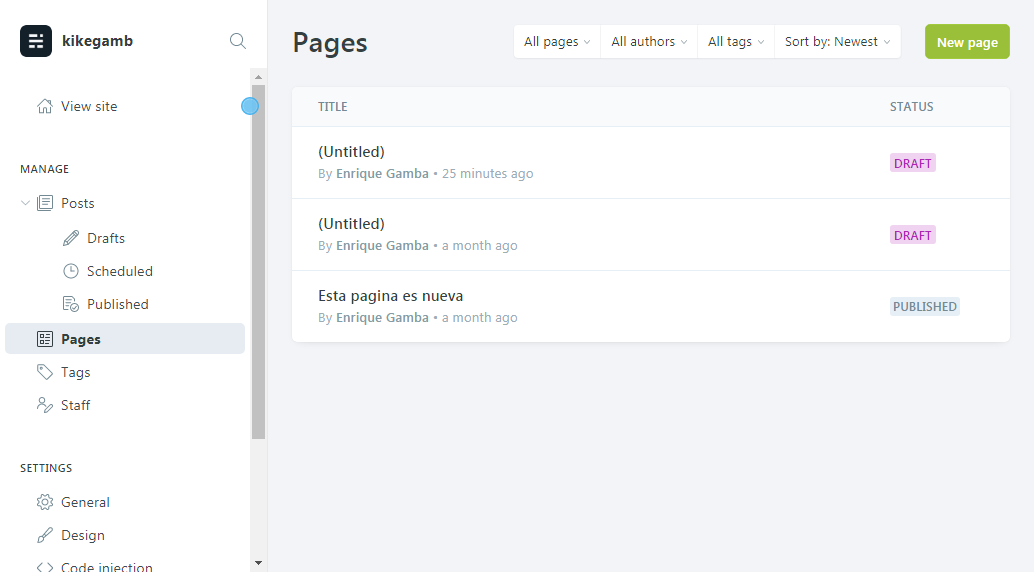 kikegamb
View site
MANAGE
Posts
Drafts
Scheduled
Published
Pages
Tags
Staff
SETTINGS
General
Design
Code injection
Pages
All pages All authors All tags Sort by: Newest New page
TITLE STATUS
(Untitled)
By Enrique Gamba • 25 minutes ago
DRAFT
(Untitled)
By Enrique Gamba • a month ago
DRAFT
Esta pagina es nueva
By Enrique Gamba • a month ago
PUBLISHED